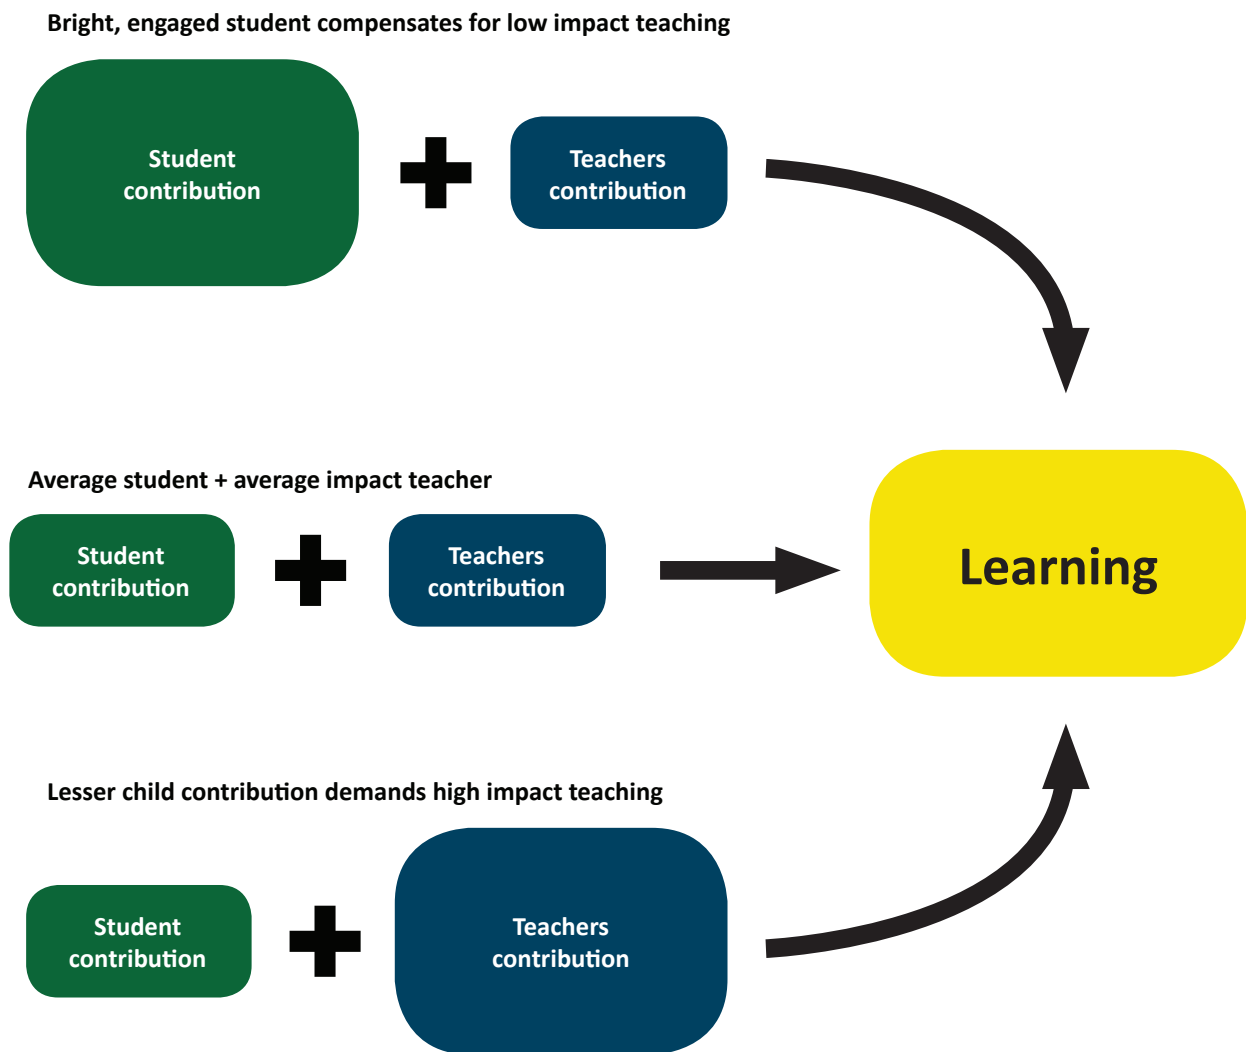 Bright, engaged student compensates for low impact teaching
Student
contribution
Teachers
contribution
Average student + average impact teacher
Student
contribution
Teachers
contribution
Learning
Lesser child contribution demands high impact teaching
Student
contribution
Teachers
contribution